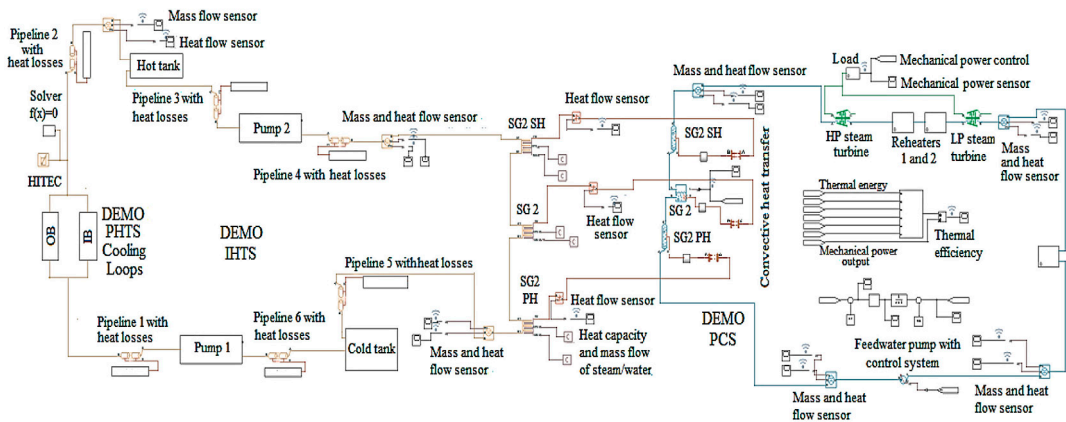 Mass flow sensor
Pipeline 2
with
heat losses
Heat flow sensor
Hot tank
Solver
f(x)=0
Pipeline 3 with
heat losses
Pump 2
Mass and heat flow sensor
Pipeline 4 with heat losses
HITEC
OB
IB
DEMO
PHTS
Cooling
Loops
DEMO
IHTS
Pipeline 1 with
heat losses
Pump 1
Pipeline 6 with
heat losses
Pipeline 5 withheat losses
Cold tank
Mass and heat
flow sensor
SG2 SH
Heat flow sensor
SG 2
Heat flow
sensor
SG2
PH
Heat flow sensor
Heat capacity
and mass flow
of steam/water
Mass and heat flow sensor
SG2 SH
SG 2
SG2 PH
Convective heat transfer
DEMO
PCS
Load
Mechanical power control
Mechanical power sensor
HP steam
turbine
Reheaters
1 and 2
LP steam
turbine
Mass and
heat flow
sensor
Thermal energy
Mechanical power
output
Thermal
efficiency
Feedwater pump with
control system
Mass and heat
flow sensor
Mass and heat
flow sensor